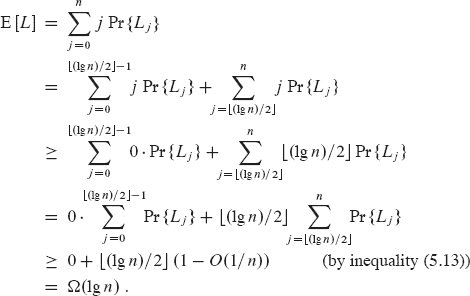 E [L] = ∑_{j=0}^{n} j Pr {L_j}
= ∑_{j=0}^{⌊(lg n)/2⌋−1} j Pr {L_j} + ∑_{j=⌊(lg n)/2⌋}^{n} j Pr {L_j}
≥ ∑_{j=0}^{⌊(lg n)/2⌋−1} 0 · Pr {L_j} + ∑_{j=⌊(lg n)/2⌋}^{n} ⌊(lg n)/2⌋ Pr {L_j}
= 0 · ∑_{j=0}^{⌊(lg n)/2⌋−1} Pr {L_j} + ⌊(lg n)/2⌋ ∑_{j=⌊(lg n)/2⌋}^{n} Pr {L_j}
≥ 0 + ⌊(lg n)/2⌋ (1 − O(1/n)) (by inequality (5.13))
= Ω(lg n) .